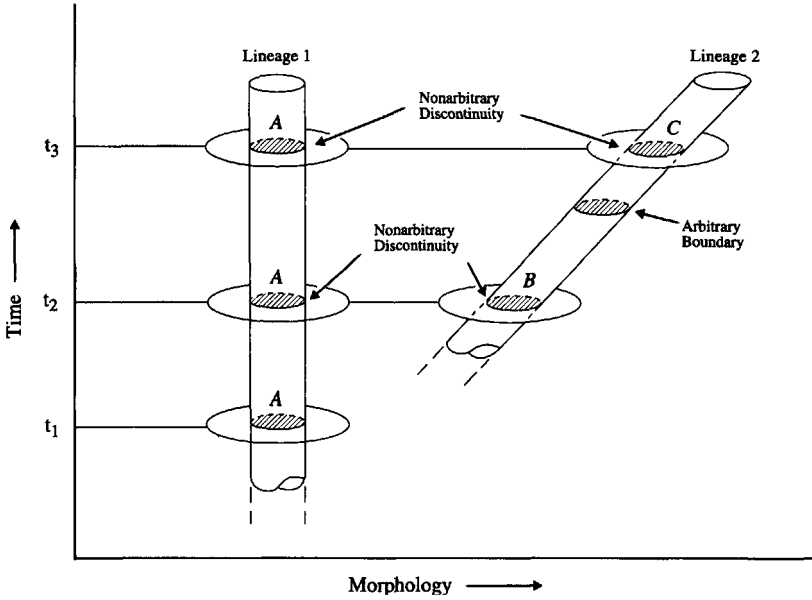 Lineage 1
Lineage 2
Nonarbitrary
Discontinuity
A
C
t3
Arbitrary
Boundary
Nonarbitrary
Discontinuity
A
B
t2
Time
A
t1
Morphology